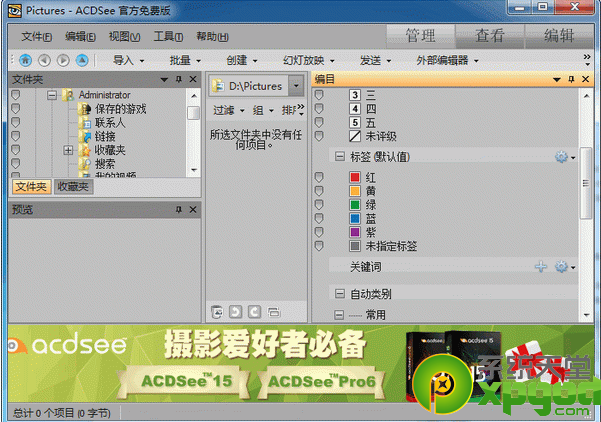 Pictures - ACDSee 官方免费版
文件(F) 编辑(E) 视图(V) 工具(T) 帮助(H)
管理 查看 编辑
导入 批量 创建 幻灯放映 发送 外部编辑器
文件夹
Administrator
保存的游戏
联系人
链接
收藏夹
搜索
我的视频
文件夹 收藏夹
预览
D:\Pictures
过滤 组 排序
所选文件夹中没有任
何项目。
编目
3 三
4 四
5 五
未评级
标签 (默认值)
红
黄
绿
蓝
紫
未指定标签
关键词
自动类别
常用
acdsee
摄影爱好者必备
ACDSee™15 ACDSee™Pro6
15
系统天堂
xpgod.com
总计 0 个项目 (0 字节)